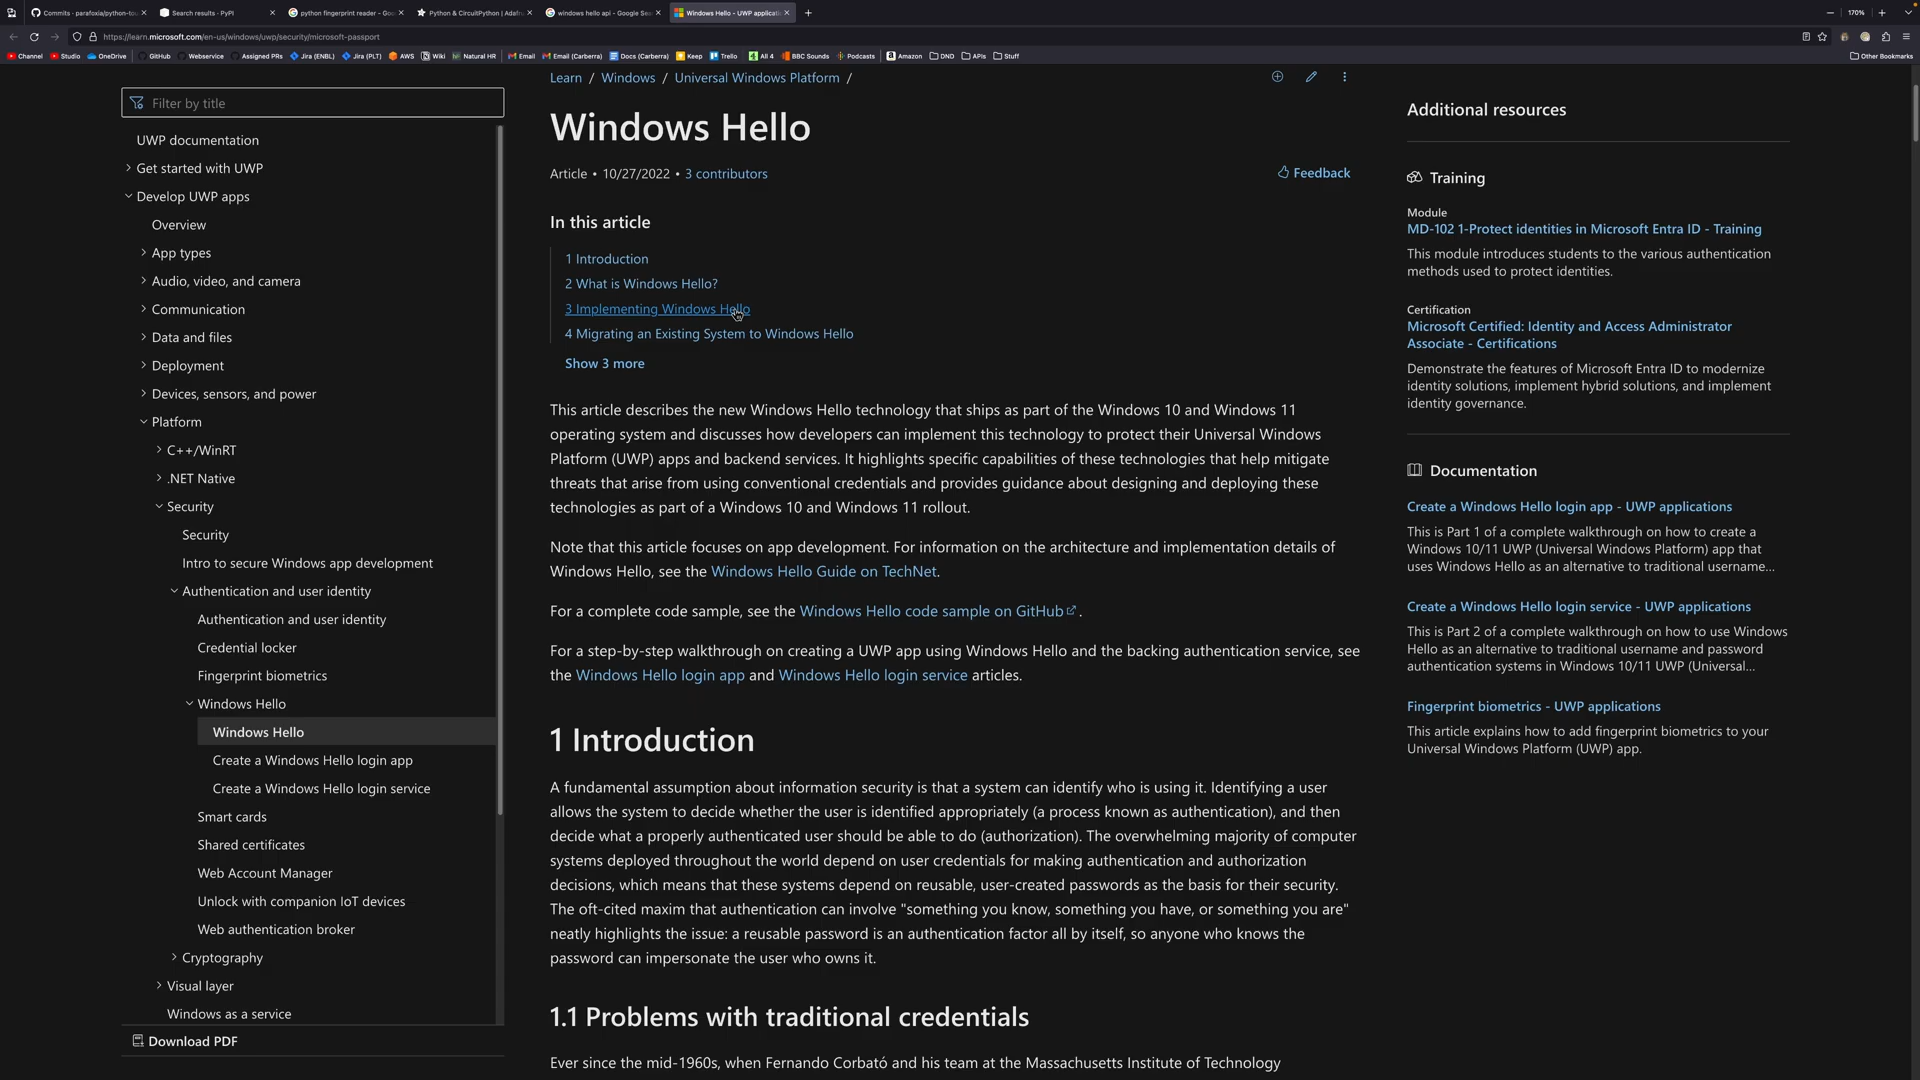 Commits · parafoxia/python-tou
Search results · PyPI
python fingerprint reader - Goo
Python & CircuitPython | Adafr
windows hello api - Google Sea
Windows Hello - UWP applicati
170%
https://learn.microsoft.com/en-us/windows/uwp/security/microsoft-passport
Channel
Studio
OneDrive
GitHub
Webservice
Assigned PRs
Jira (ENBL)
Jira (PLT)
AWS
Wiki
Natural HR
Email
Email (Carberra)
Docs (Carberra)
Keep
Trello
All 4
BBC Sounds
Podcasts
Amazon
DND
APIs
Stuff
Other Bookmarks
Filter by title
UWP documentation
Get started with UWP
Develop UWP apps
Overview
App types
Audio, video, and camera
Communication
Data and files
Deployment
Devices, sensors, and power
Platform
C++/WinRT
.NET Native
Security
Security
Intro to secure Windows app development
Authentication and user identity
Authentication and user identity
Credential locker
Fingerprint biometrics
Windows Hello
Windows Hello
Create a Windows Hello login app
Create a Windows Hello login service
Smart cards
Shared certificates
Web Account Manager
Unlock with companion IoT devices
Web authentication broker
Cryptography
Visual layer
Windows as a service
Download PDF
Learn / Windows / Universal Windows Platform /
Windows Hello
Article • 10/27/2022 • 3 contributors
Feedback
In this article
1 Introduction
2 What is Windows Hello?
3 Implementing Windows Hello
4 Migrating an Existing System to Windows Hello
Show 3 more
This article describes the new Windows Hello technology that ships as part of the Windows 10 and Windows 11
operating system and discusses how developers can implement this technology to protect their Universal Windows
Platform (UWP) apps and backend services. It highlights specific capabilities of these technologies that help mitigate
threats that arise from using conventional credentials and provides guidance about designing and deploying these
technologies as part of a Windows 10 and Windows 11 rollout.
Note that this article focuses on app development. For information on the architecture and implementation details of
Windows Hello, see the Windows Hello Guide on TechNet.
For a complete code sample, see the Windows Hello code sample on GitHub .
For a step-by-step walkthrough on creating a UWP app using Windows Hello and the backing authentication service, see
the Windows Hello login app and Windows Hello login service articles.
1 Introduction
A fundamental assumption about information security is that a system can identify who is using it. Identifying a user
allows the system to decide whether the user is identified appropriately (a process known as authentication), and then
decide what a properly authenticated user should be able to do (authorization). The overwhelming majority of computer
systems deployed throughout the world depend on user credentials for making authentication and authorization
decisions, which means that these systems depend on reusable, user-created passwords as the basis for their security.
The oft-cited maxim that authentication can involve "something you know, something you have, or something you are"
neatly highlights the issue: a reusable password is an authentication factor all by itself, so anyone who knows the
password can impersonate the user who owns it.
1.1 Problems with traditional credentials
Ever since the mid-1960s, when Fernando Corbató and his team at the Massachusetts Institute of Technology
Additional resources
Training
Module
MD-102 1-Protect identities in Microsoft Entra ID - Training
This module introduces students to the various authentication
methods used to protect identities.
Certification
Microsoft Certified: Identity and Access Administrator
Associate - Certifications
Demonstrate the features of Microsoft Entra ID to modernize
identity solutions, implement hybrid solutions, and implement
identity governance.
Documentation
Create a Windows Hello login app - UWP applications
This is Part 1 of a complete walkthrough on how to create a
Windows 10/11 UWP (Universal Windows Platform) app that
uses Windows Hello as an alternative to traditional username...
Create a Windows Hello login service - UWP applications
This is Part 2 of a complete walkthrough on how to use Windows
Hello as an alternative to traditional username and password
authentication systems in Windows 10/11 UWP (Universal...
Fingerprint biometrics - UWP applications
This article explains how to add fingerprint biometrics to your
Universal Windows Platform (UWP) app.